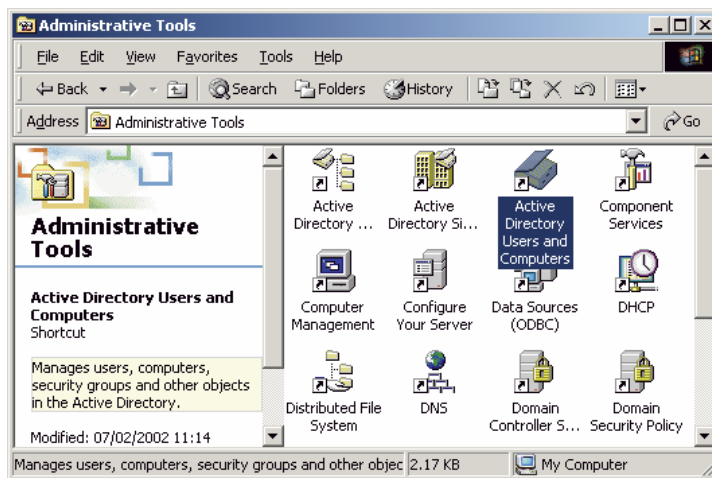 Administrative Tools
File Edit View Favorites Tools Help
Back Search Folders History
Address Administrative Tools Go
Administrative
Tools
Active Directory Users and
Computers
Shortcut
Manages users, computers,
security groups and other objects
in the Active Directory.
Modified: 07/02/2002 11:14
Active
Directory ...
Active
Directory Si...
Active
Directory
Users and
Computers
Component
Services
Computer
Management
Configure
Your Server
Data Sources
(ODBC)
DHCP
Distributed File
System
DNS
Domain
Controller S...
Domain
Security Policy
Manages users, computers, security groups and other objec 2.17 KB My Computer